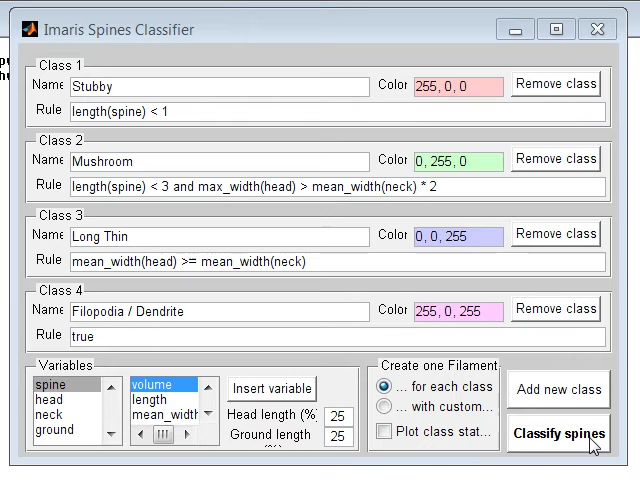 Imaris Spines Classifier
Class 1
Name Stubby Color 255, 0, 0 Remove class
Rule length(spine) < 1
Class 2
Name Mushroom Color 0, 255, 0 Remove class
Rule length(spine) < 3 and max_width(head) > mean_width(neck) * 2
Class 3
Name Long Thin Color 0, 0, 255 Remove class
Rule mean_width(head) >= mean_width(neck)
Class 4
Name Filopodia / Dendrite Color 255, 0, 255 Remove class
Rule true
Variables
spine
head
neck
ground
volume
length
mean_width
Insert variable
Head length (%) 25
Ground length 25
(%)
Create one Filament
... for each class
... with custom...
Plot class stat...
Add new class
Classify spines